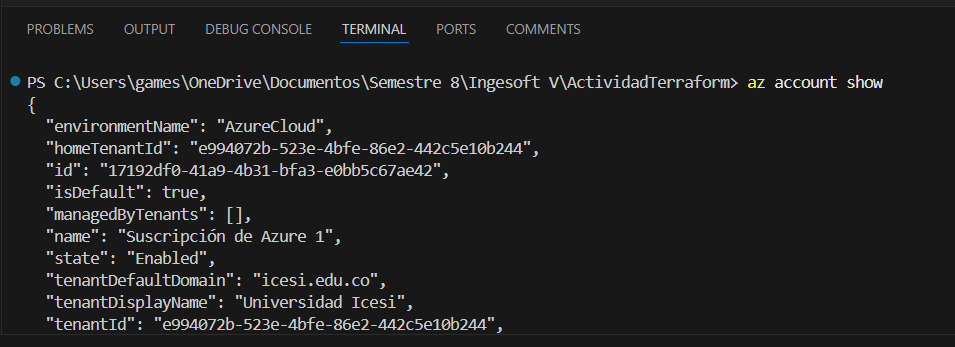 PROBLEMS OUTPUT DEBUG CONSOLE TERMINAL PORTS COMMENTS
PS C:\Users\games\OneDrive\Documentos\Semestre 8\Ingesoft V\ActividadTerraform> az account show
{
  "environmentName": "AzureCloud",
  "homeTenantId": "e994072b-523e-4bfe-86e2-442c5e10b244",
  "id": "17192df0-41a9-4b31-bfa3-e0bb5c67ae42",
  "isDefault": true,
  "managedByTenants": [],
  "name": "Suscripción de Azure 1",
  "state": "Enabled",
  "tenantDefaultDomain": "icesi.edu.co",
  "tenantDisplayName": "Universidad Icesi",
  "tenantId": "e994072b-523e-4bfe-86e2-442c5e10b244",